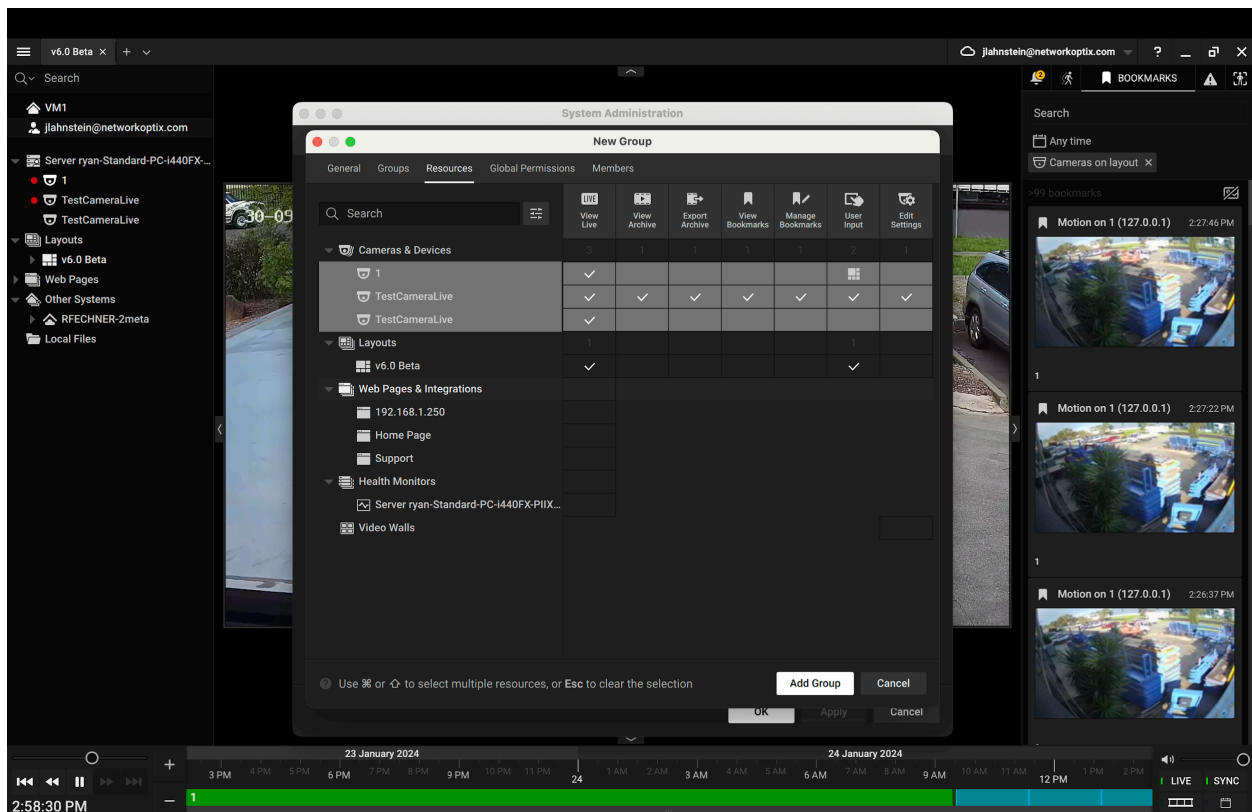 v6.0 Beta
jlahnstein@networkoptix.com
?
Search
BOOKMARKS
2
VM1
jlahnstein@networkoptix.com
Server ryan-Standard-PC-i440FX-...
1
TestCameraLive
TestCameraLive
Layouts
v6.0 Beta
Web Pages
Other Systems
RFECHNER-2meta
Local Files
30-09
System Administration
New Group
General
Groups
Resources
Global Permissions
Members
Search
LIVE
View Live
View Archive
Export Archive
View Bookmarks
Manage Bookmarks
User Input
Edit Settings
Cameras & Devices
3
1
1
1
1
2
1
1
TestCameraLive
TestCameraLive
Layouts
1
1
v6.0 Beta
Web Pages & Integrations
192.168.1.250
Home Page
Support
Health Monitors
Server ryan-Standard-PC-i440FX-PIIX...
Video Walls
Use ⌘ or ⇧ to select multiple resources, or Esc to clear the selection
Add Group
Cancel
OK
Apply
Cancel
Search
Any time
Cameras on layout
>99 bookmarks
Motion on 1 (127.0.0.1) 2:27:46 PM
1
Motion on 1 (127.0.0.1) 2:27:22 PM
1
Motion on 1 (127.0.0.1) 2:26:37 PM
23 January 2024
24 January 2024
3 PM 4 PM 5 PM 6 PM 7 PM 8 PM 9 PM 10 PM 11 PM 24 1 AM 2 AM 3 AM 4 AM 5 AM 6 AM 7 AM 8 AM 9 AM 10 AM 11 AM 12 PM 1 PM 2 PM
LIVE
SYNC
2:58:30 PM
1